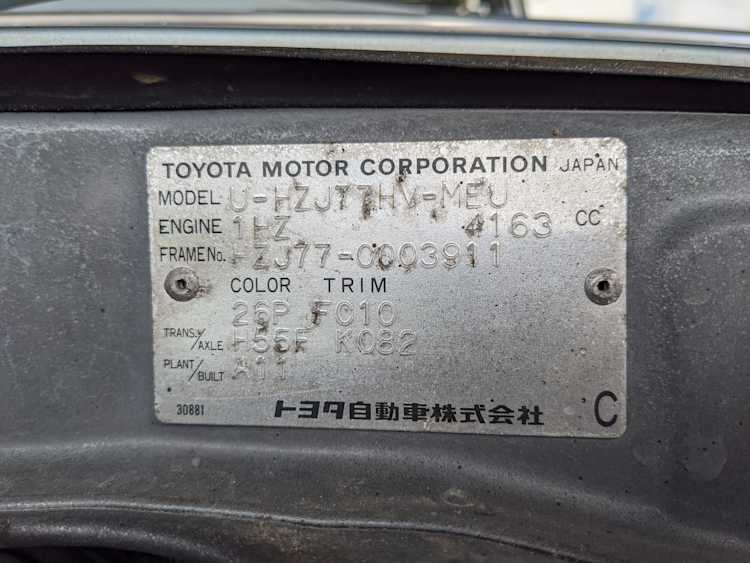 TOYOTA MOTOR CORPORATION JAPAN
MODEL U-HZJ77HV-MEU
ENGINE 1HZ 4163 CC
FRAME No. HZJ77-0003911
COLOR TRIM
26P FC10
TRANS./AXLE H55F K082
PLANT/BUILT A11
30881 トヨタ自動車株式会社 C